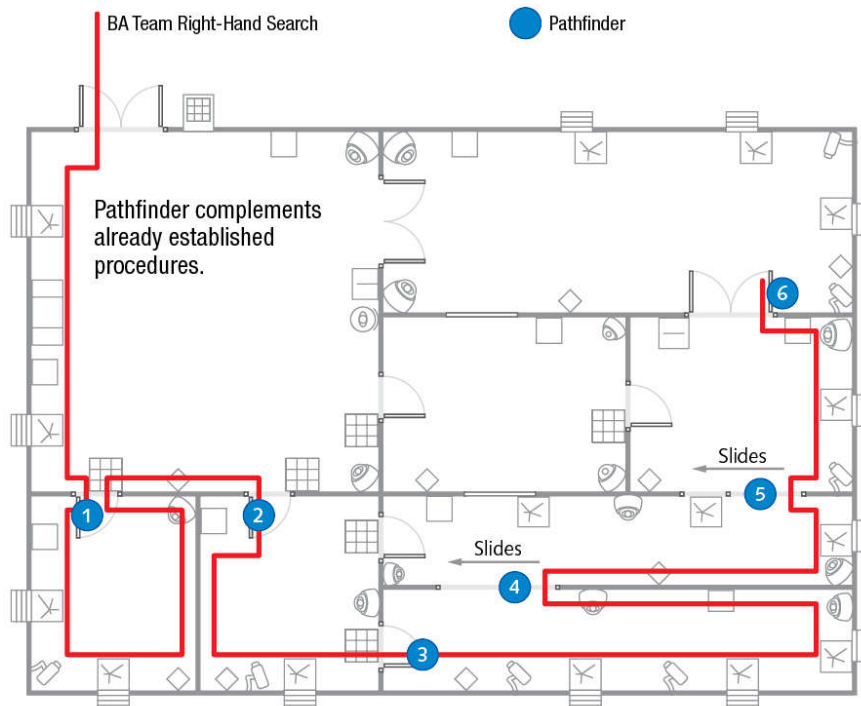 BA Team Right-Hand Search
Pathfinder
Pathfinder complements
already established
procedures.
6
Slides
5
1
2
Slides
4
3